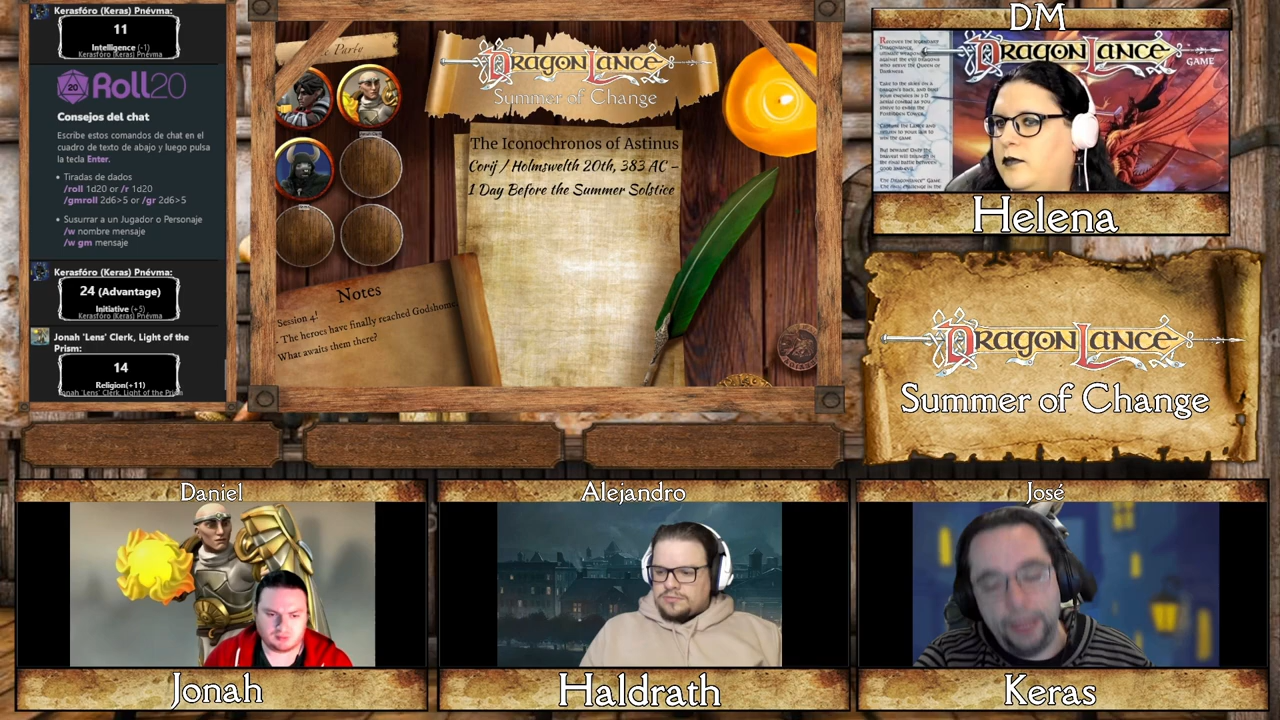 Kerasfóro (Keras) Pnévma:
11
Intelligence (-1)
Kerasfóro (Keras) Pnévma
Roll20
Consejos del chat
Escribe estos comandos de chat en el
cuadro de texto de abajo y luego pulsa
la tecla Enter.
• Tiradas de dados
/roll 1d20 or /r 1d20
/gmroll 2d6>5 or /gr 2d6>5
• Susurrar a un Jugador o Personaje
/w nombre mensaje
/w gm mensaje
Kerasfóro (Keras) Pnévma:
24 (Advantage)
Initiative (+5)
Kerasfóro (Keras) Pnévma
Jonah 'Lens' Clerk, Light of the
Prism:
14
Religion(+11)
Jonah 'Lens' Clerk, Light of the Prism
Party
DragonLance
Summer of Change
The Iconochronos of Astinus
Corij / Holmswelth 20th, 383 AC –
1 Day Before the Summer Solstice
Notes
Session 4!
- The heroes have finally reached Godshome.
What awaits them there?
DM
DragonLance
GAME
Helena
DragonLance
Summer of Change
Daniel
Jonah
Alejandro
Haldrath
José
Keras